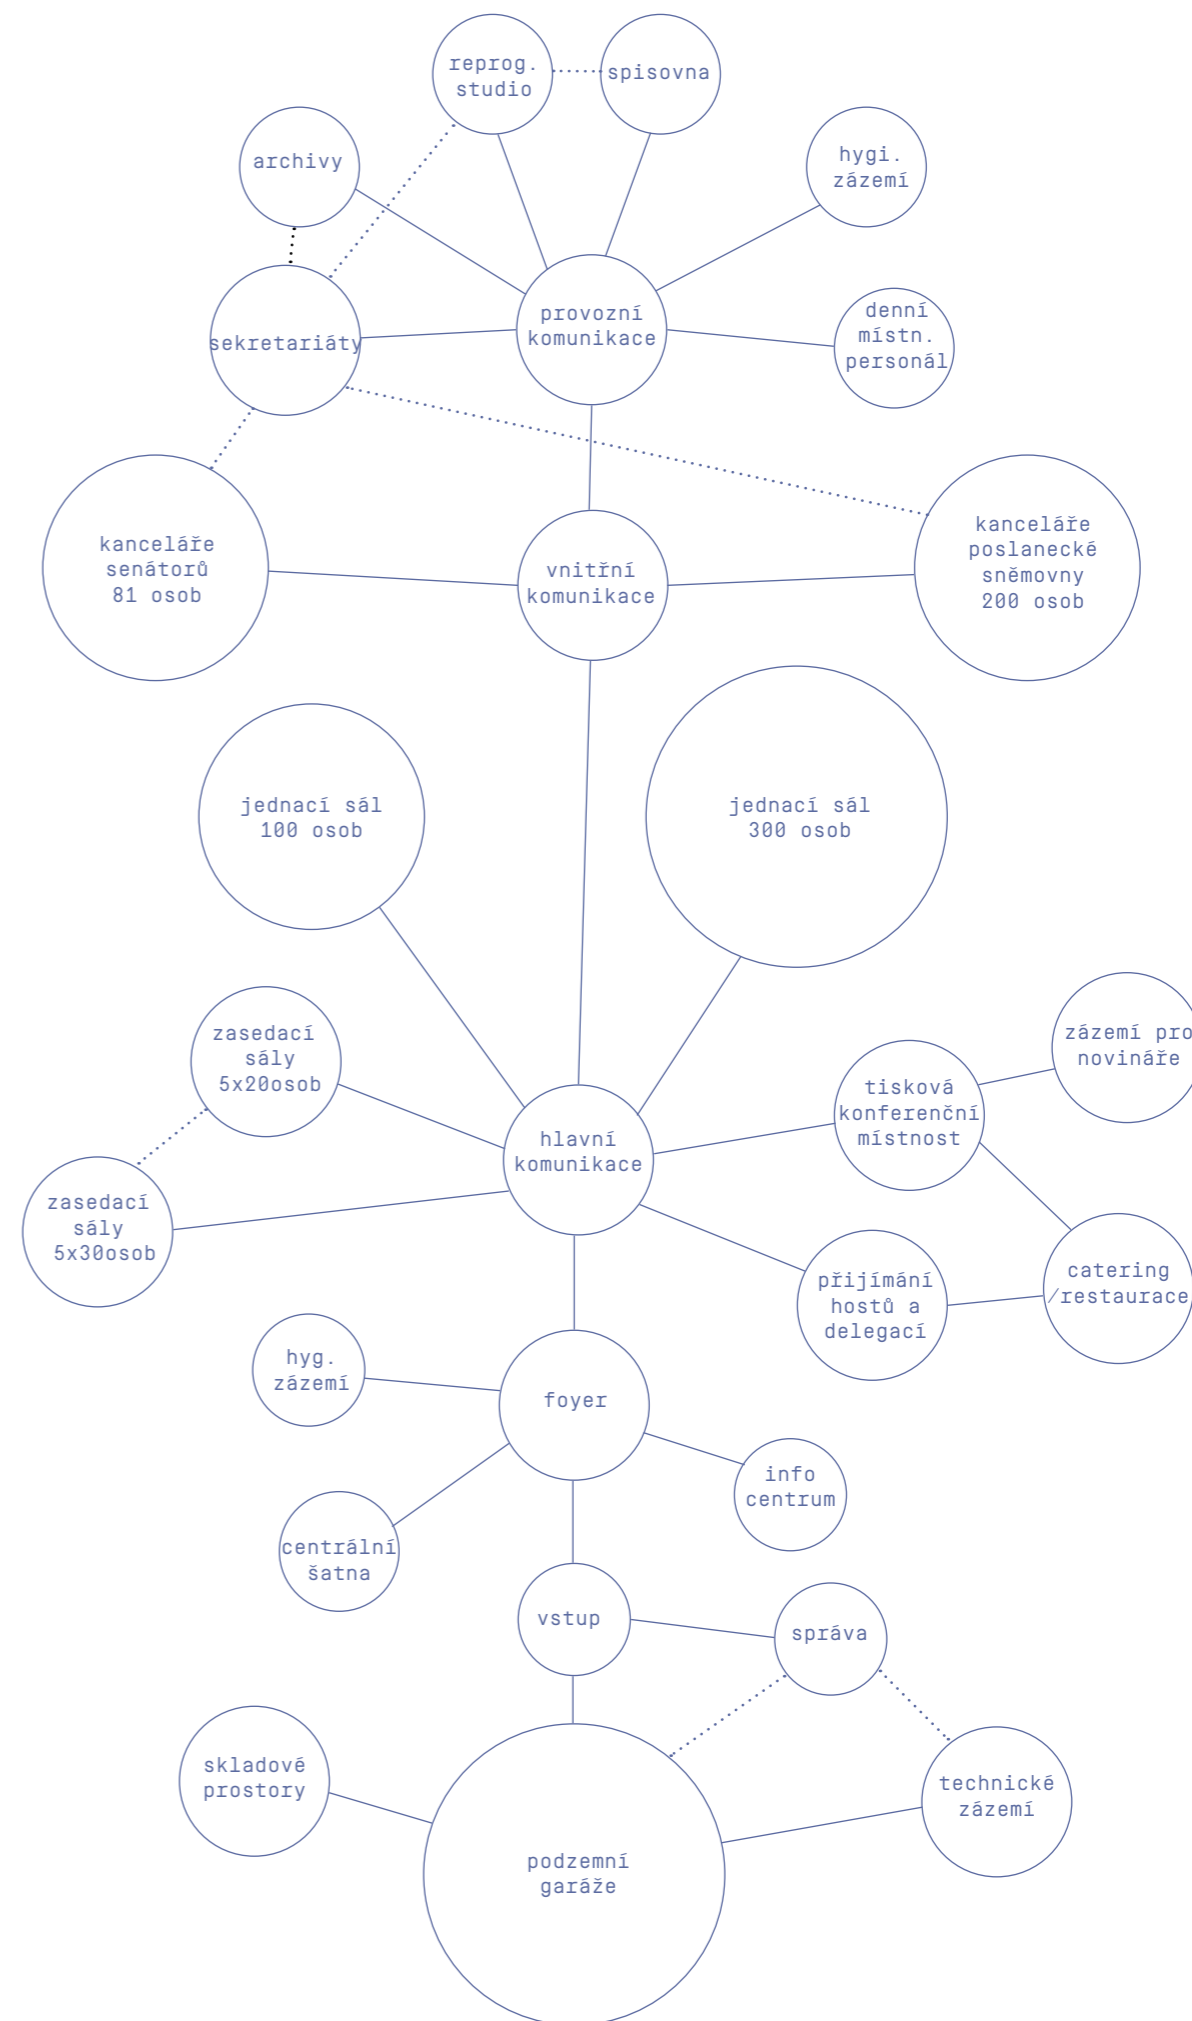 reprog.
studio
spisovna
archivy
hygi.
zázemí
provozní
komunikace
denní
místn.
personál
sekretariáty
kanceláře
senátorů
81 osob
vnitřní
komunikace
kanceláře
poslanecké
sněmovny
200 osob
jednací sál
100 osob
jednací sál
300 osob
zasedací
sály
5x20osob
zázemí pro
novináře
tisková
konferenční
místnost
hlavní
komunikace
zasedací
sály
5x30osob
přijímání
hostů a
delegací
catering
/restaurace
hyg.
zázemí
foyer
info
centrum
centrální
šatna
vstup
správa
skladové
prostory
technické
zázemí
podzemní
garáže